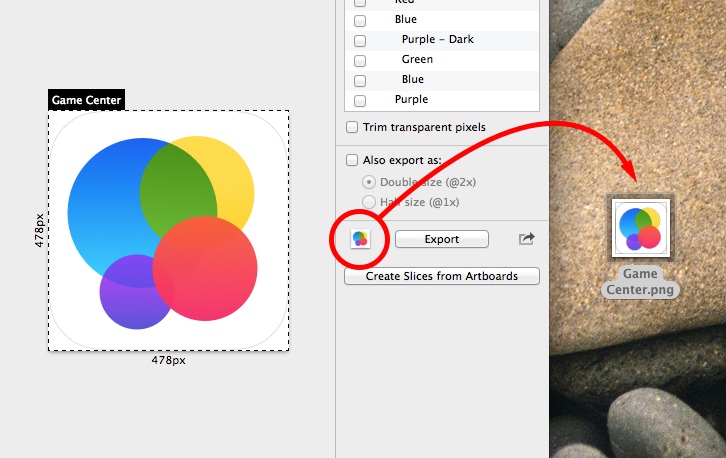 Red
Blue
Purple – Dark
Green
Blue
Purple
Trim transparent pixels
Also export as:
Double size (@2x)
Half size (@1x)
Export
Create Slices from Artboards
Game Center
478px
478px
Game
Center.png